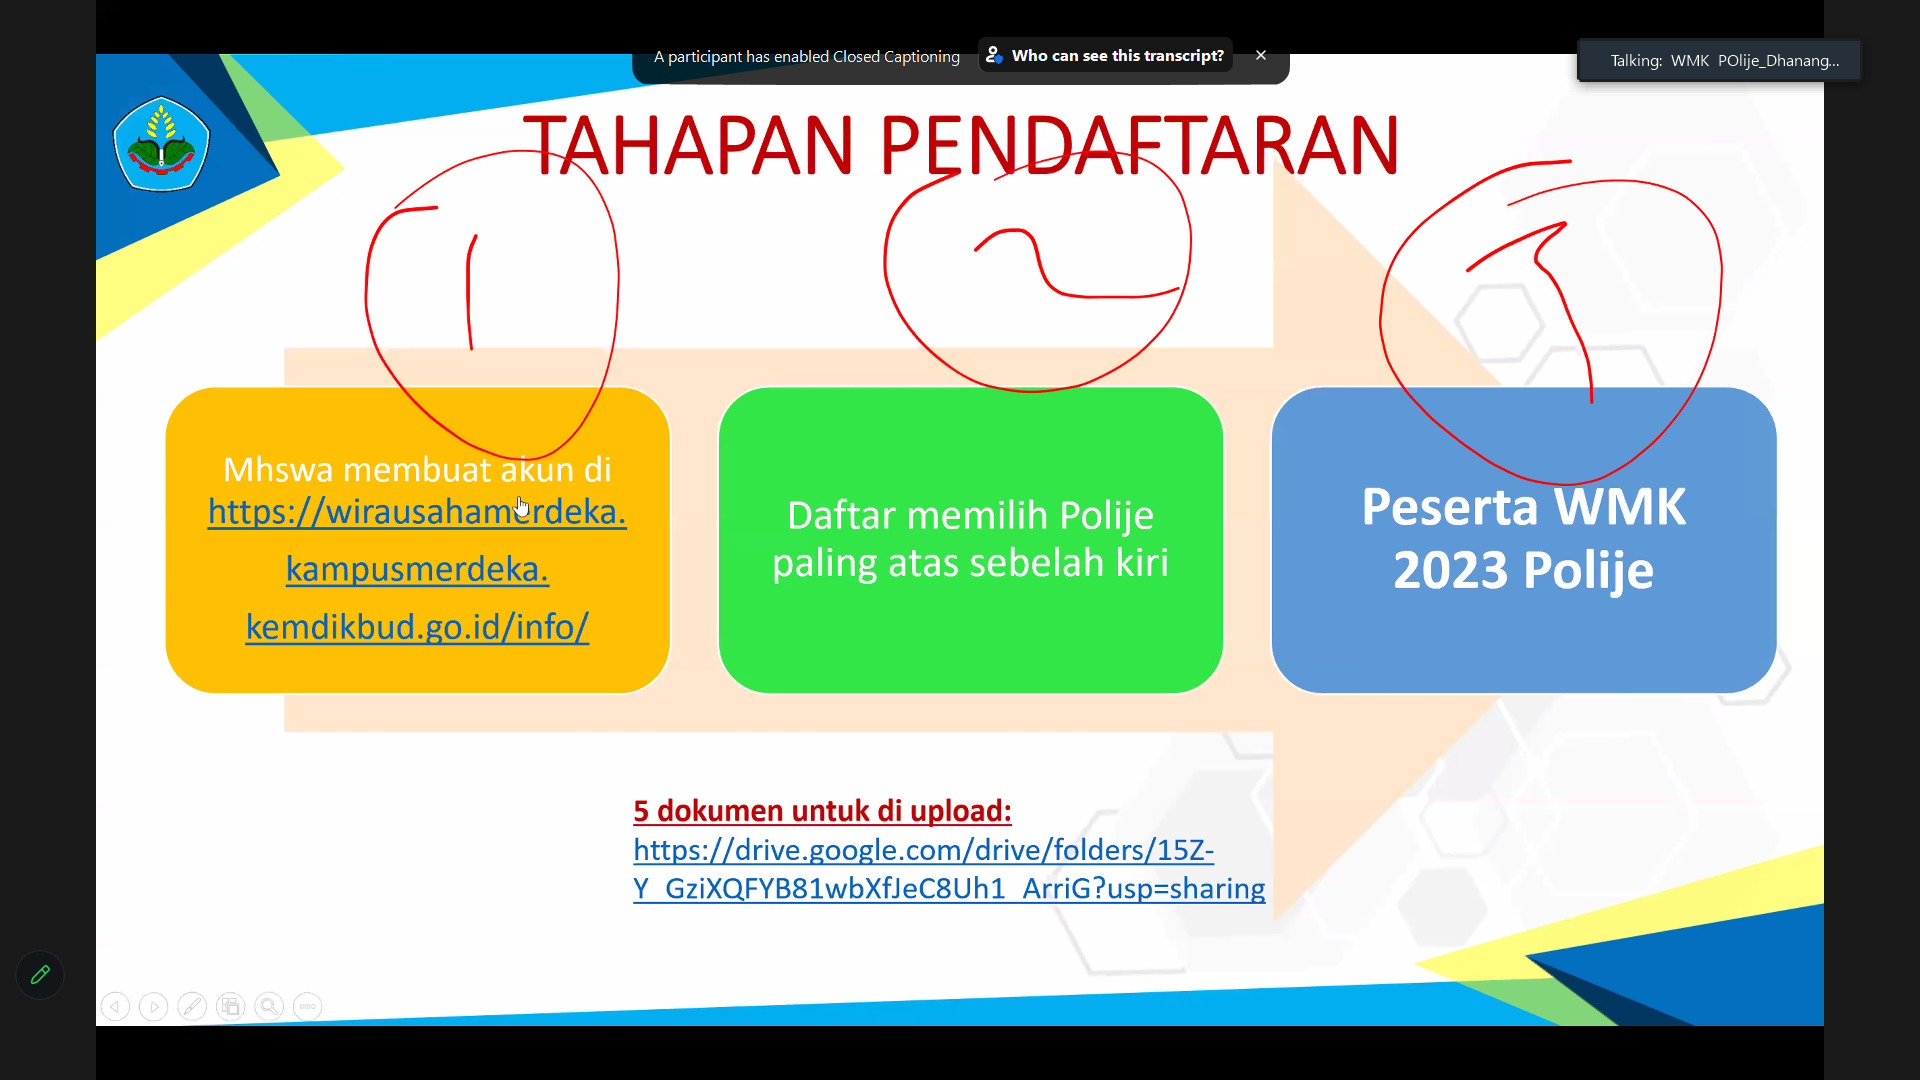 A participant has enabled Closed Captioning Who can see this transcript?
Talking: WMK POlije_Dhanang...
TAHAPAN PENDAFTARAN
1
2
Mhswa membuat akun di
https://wirausahamerdeka.
kampusmerdeka.
kemdikbud.go.id/info/
Daftar memilih Polije
paling atas sebelah kiri
Peserta WMK
2023 Polije
5 dokumen untuk di upload:
https://drive.google.com/drive/folders/15Z-
Y_GziXQFYB81wbXfJeC8Uh1_ArriG?usp=sharing